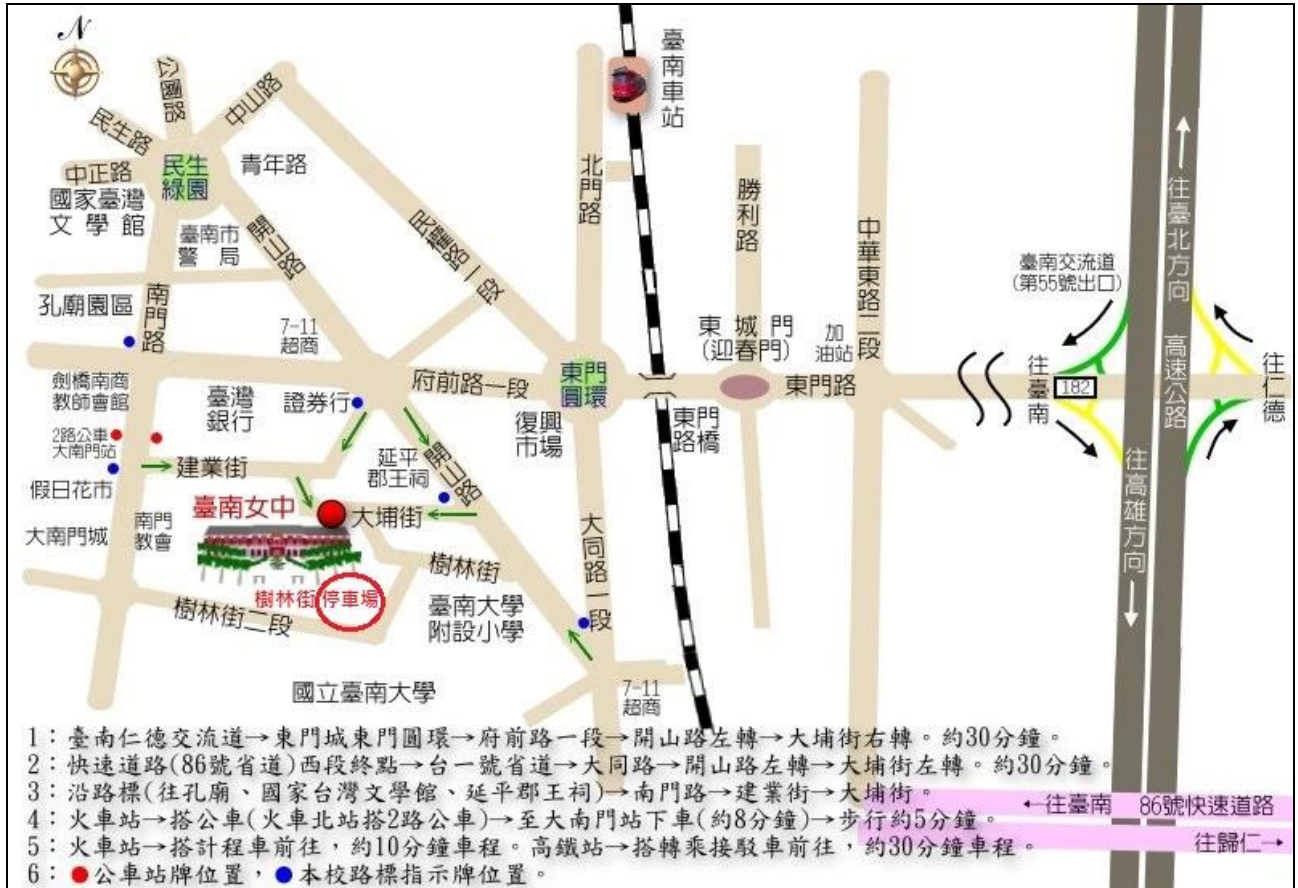 N
臺南車站
公園路
中山路
民生路
民生綠園
中正路
青年路
國家臺灣文學館
臺南市警局
開山路
民權路一段
北門路
勝利路
中華東路二段
往臺北方向
臺南交流道
(第55號出口)
孔廟園區
南門路
7-11
超商
東城門
(迎春門)
加油站
高速公路
府前路一段
東門圓環
東門路
往臺南
182
往仁德
劍橋南商
教師會館
臺灣銀行
證券行
復興市場
東門路橋
2路公車
大南門站
建業街
延平
郡王祠
開山路
往高雄方向
假日花市
臺南女中
大埔街
大同路一段
大南門城
南門教會
樹林街
樹林街 停車場
樹林街二段
臺南大學
附設小學
國立臺南大學
7-11
超商
1：臺南仁德交流道→東門城東門圓環→府前路一段→開山路左轉→大埔街右轉。約30分鐘。
2：快速道路(86號省道)西段終點→台一號省道→大同路→開山路左轉→大埔街左轉。約30分鐘。
3：沿路標(往孔廟、國家台灣文學館、延平郡王祠)→南門路→建業街→大埔街。
←往臺南 86號快速道路
4：火車站→搭公車(火車北站搭2路公車)→至大南門站下車(約8分鐘)→步行約5分鐘。
5：火車站→搭計程車前往，約10分鐘車程。高鐵站→搭轉乘接駁車前往，約30分鐘車程。
往歸仁→
6：●公車站牌位置，●本校路標指示牌位置。